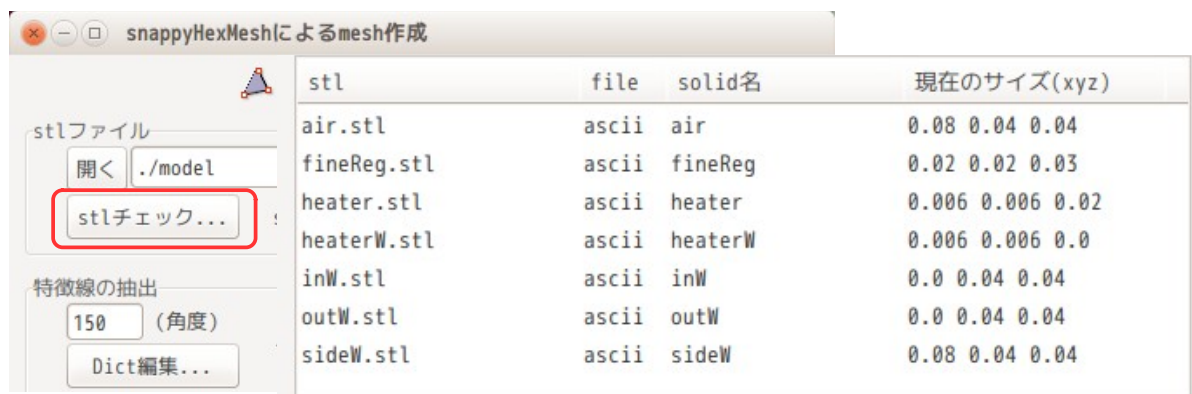 snappyHexMeshによるmesh作成
stlファイル
開く ./model
stlチェック...
特徴線の抽出
150 (角度)
Dict編集...
stl file solid名 現在のサイズ(xyz)
air.stl ascii air 0.08 0.04 0.04
fineReg.stl ascii fineReg 0.02 0.02 0.03
heater.stl ascii heater 0.006 0.006 0.02
heaterW.stl ascii heaterW 0.006 0.006 0.0
inW.stl ascii inW 0.0 0.04 0.04
outW.stl ascii outW 0.0 0.04 0.04
sideW.stl ascii sideW 0.08 0.04 0.04